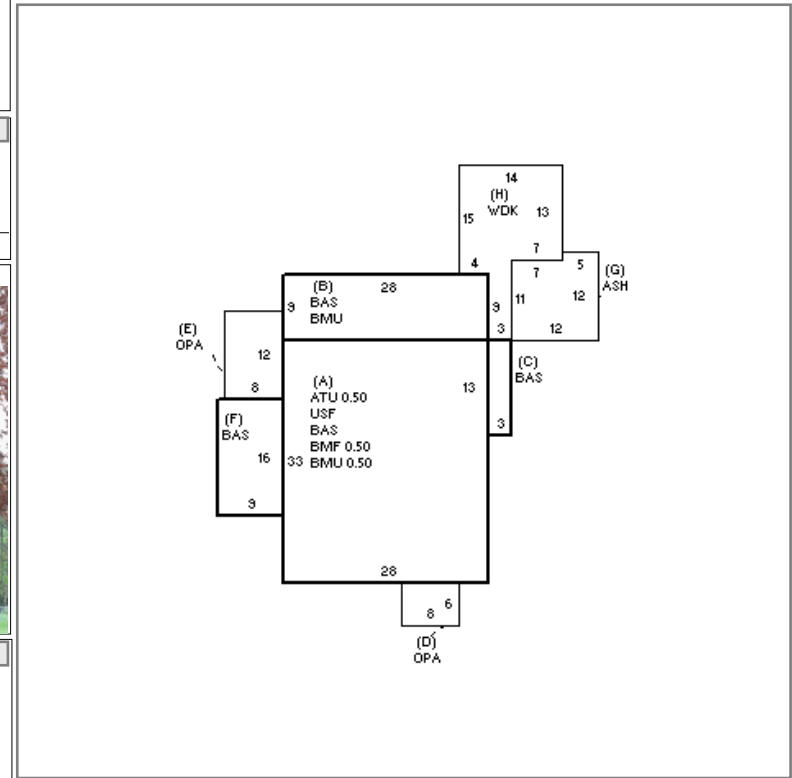 14
(H)
WDK
15
13
7
4
7
5
(G)
ASH
11
12
12
(B)
BAS
BMU
28
9
9
3
(E)
OPA
12
8
(A)
ATU 0.50
USF
BAS
BMF 0.50
BMU 0.50
13
(C)
BAS
3
(F)
BAS
16
33
9
28
8
6
(D)
OPA